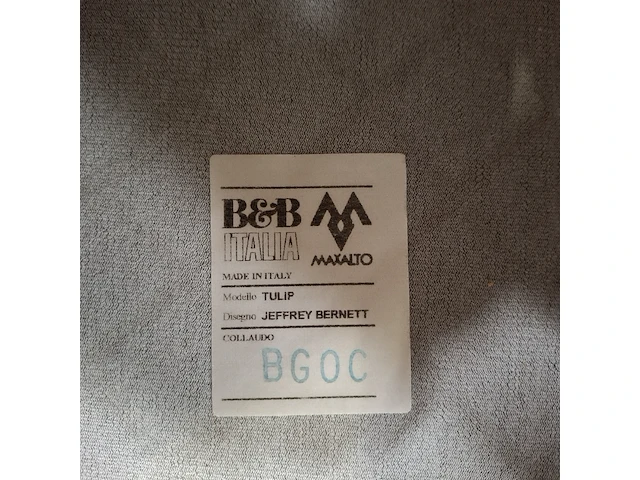 B&B
ITALIA
MAXALTO
MADE IN ITALY
Modello TULIP
Disegno JEFFREY BERNETT
COLLAUDO
BGOC